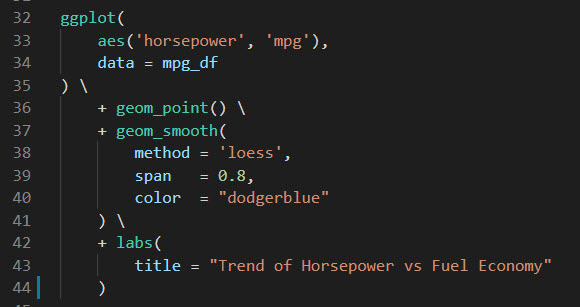 32 ggplot(
33     aes('horsepower', 'mpg'),
34     data = mpg_df
35 ) \
36     + geom_point() \
37     + geom_smooth(
38         method = 'loess',
39         span   = 0.8,
40         color  = "dodgerblue"
41     ) \
42     + labs(
43         title = "Trend of Horsepower vs Fuel Economy"
44     )